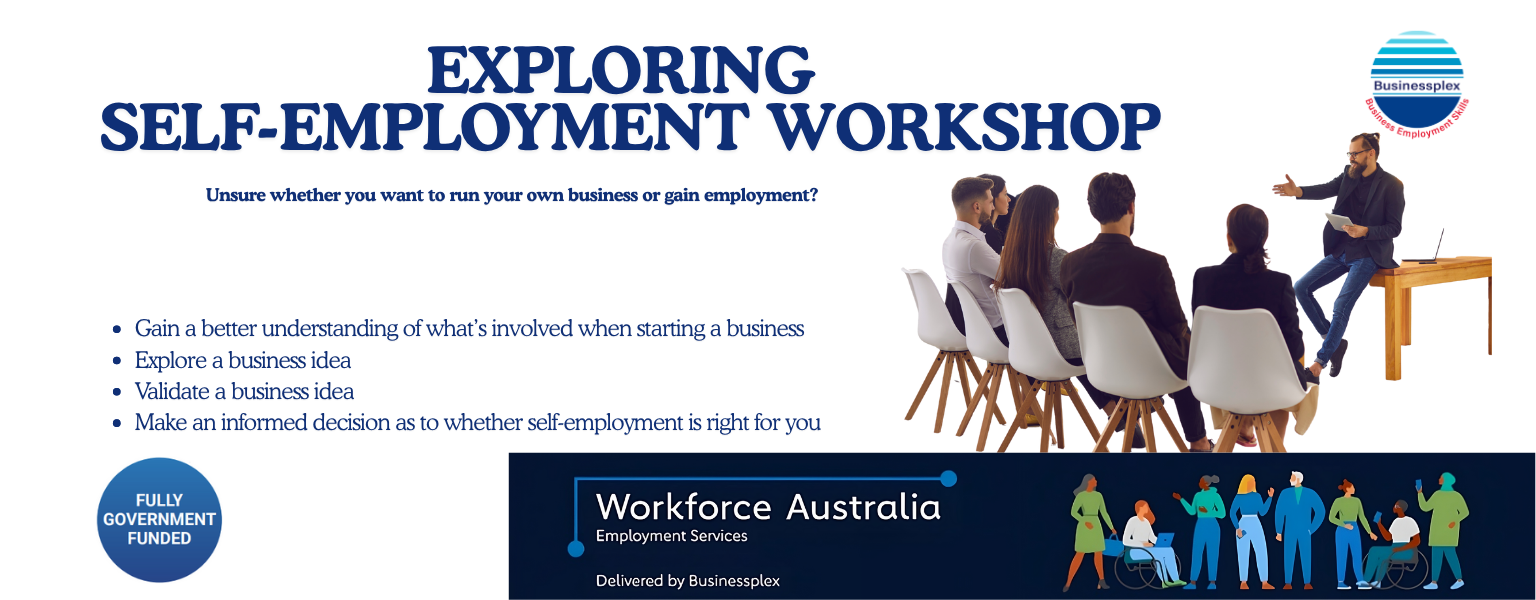 EXPLORING
SELF-EMPLOYMENT WORKSHOP
Businessplex
Business Employment Skills
Unsure whether you want to run your own business or gain employment?
• Gain a better understanding of what’s involved when starting a business
• Explore a business idea
• Validate a business idea
• Make an informed decision as to whether self-employment is right for you
FULLY
GOVERNMENT
FUNDED
Workforce Australia
Employment Services
Delivered by Businessplex